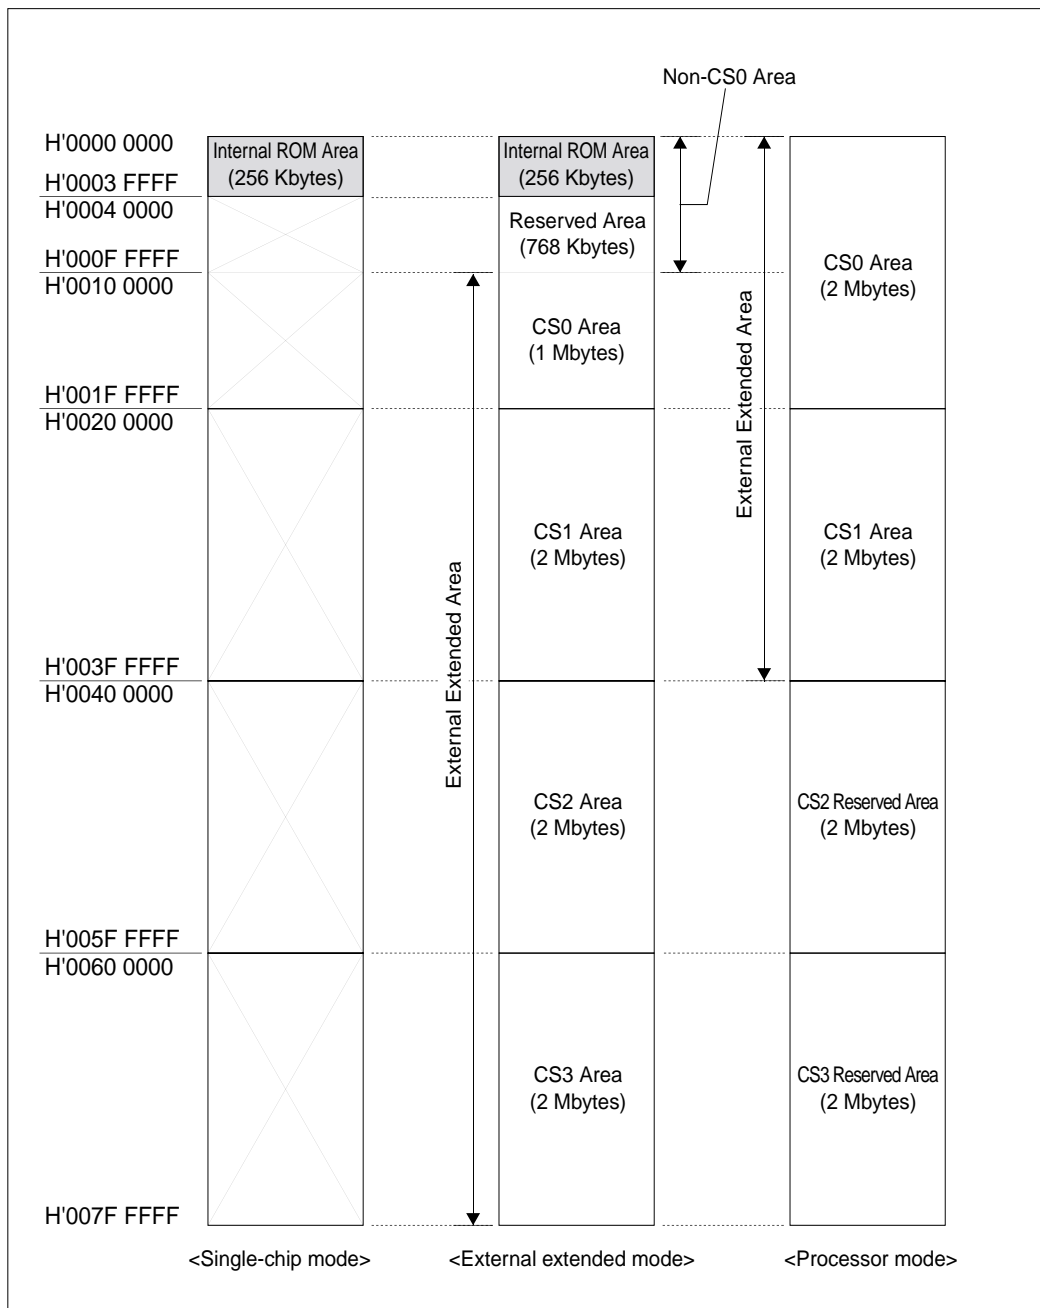 Non-CS0 Area
H'0000 0000
H'0003 FFFF
H'0004 0000
H'000F FFFF
H'0010 0000
H'001F FFFF
H'0020 0000
H'003F FFFF
H'0040 0000
H'005F FFFF
H'0060 0000
H'007F FFFF
Internal ROM Area
(256 Kbytes)
<Single-chip mode>
External Extended Area
Internal ROM Area
(256 Kbytes)
Reserved Area
(768 Kbytes)
CS0 Area
(1 Mbytes)
CS1 Area
(2 Mbytes)
CS2 Area
(2 Mbytes)
CS3 Area
(2 Mbytes)
<External extended mode>
External Extended Area
CS0 Area
(2 Mbytes)
CS1 Area
(2 Mbytes)
CS2 Reserved Area
(2 Mbytes)
CS3 Reserved Area
(2 Mbytes)
<Processor mode>